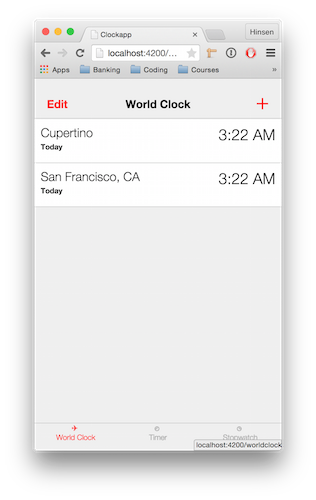 Clockapp
Hinsen
localhost:4200/...
Apps Banking Coding Courses »
Edit World Clock +
Cupertino 3:22 AM
Today
San Francisco, CA 3:22 AM
Today
World Clock Timer Stopwatch
localhost:4200/worldclock